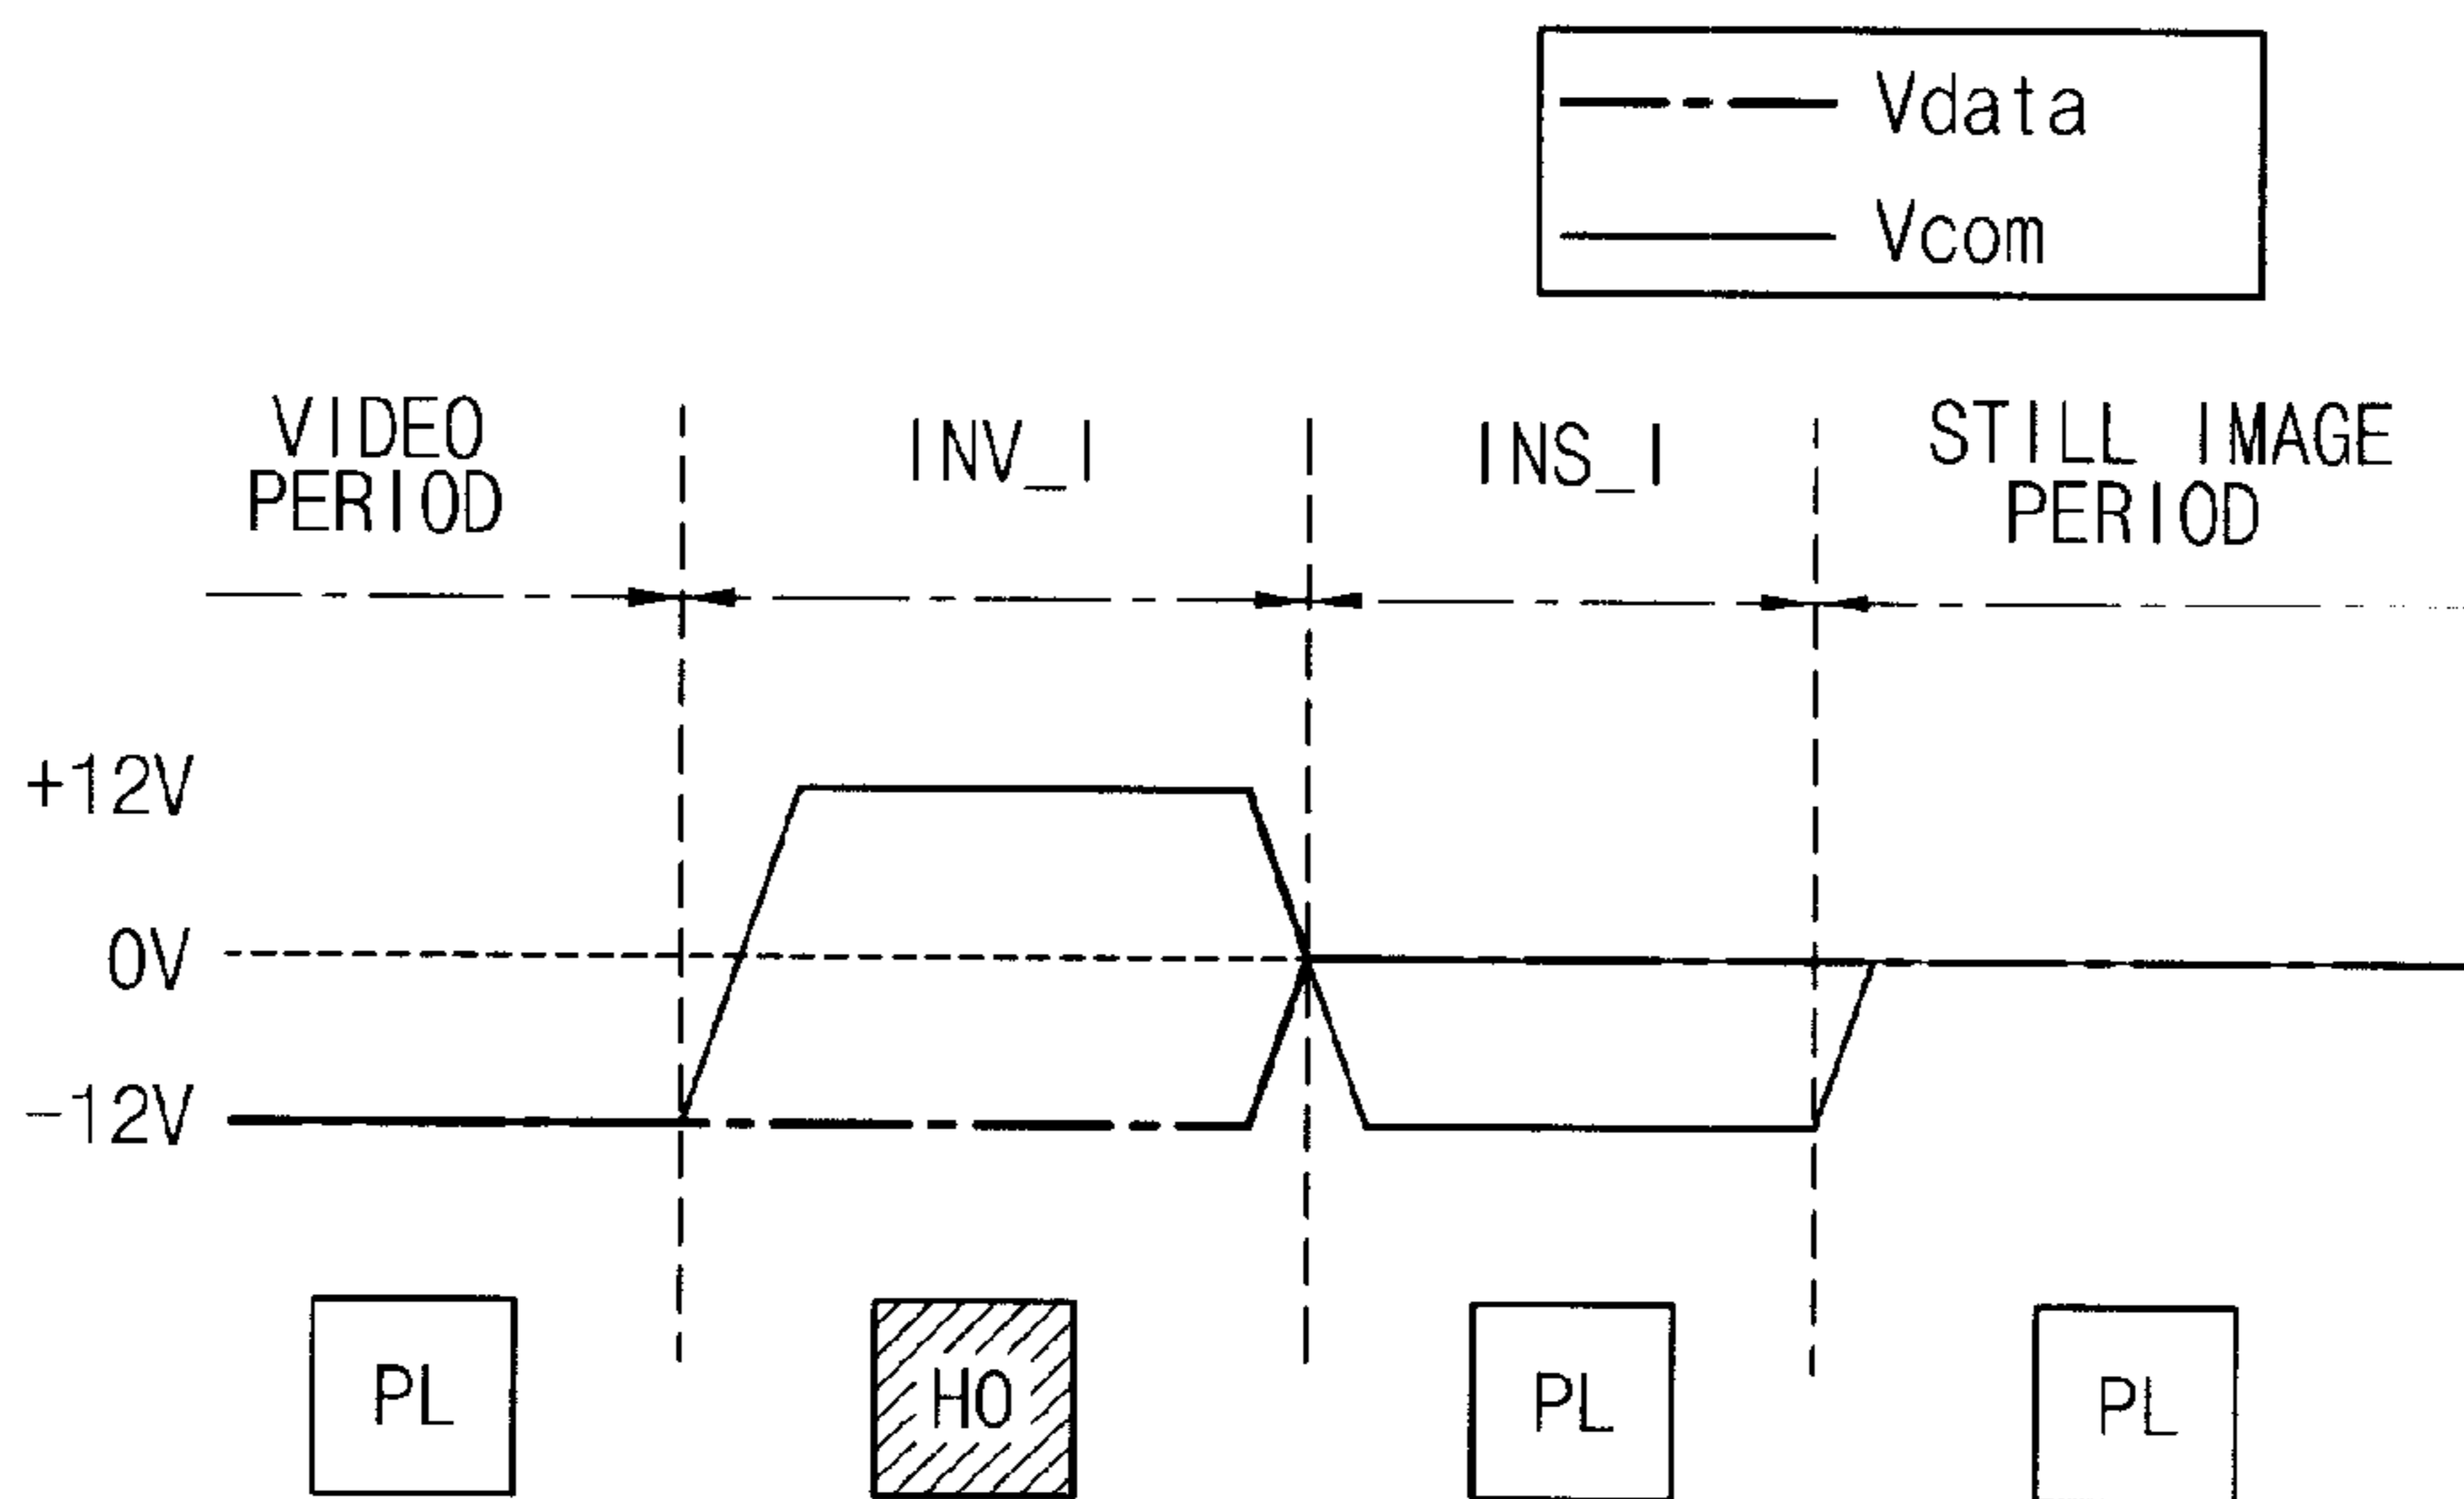 Vdata
Vcom
VIDEO
PERIOD
INV_I
INS_I
STILL IMAGE
PERIOD
+12V
0V
-12V
PL
HO
PL
PL